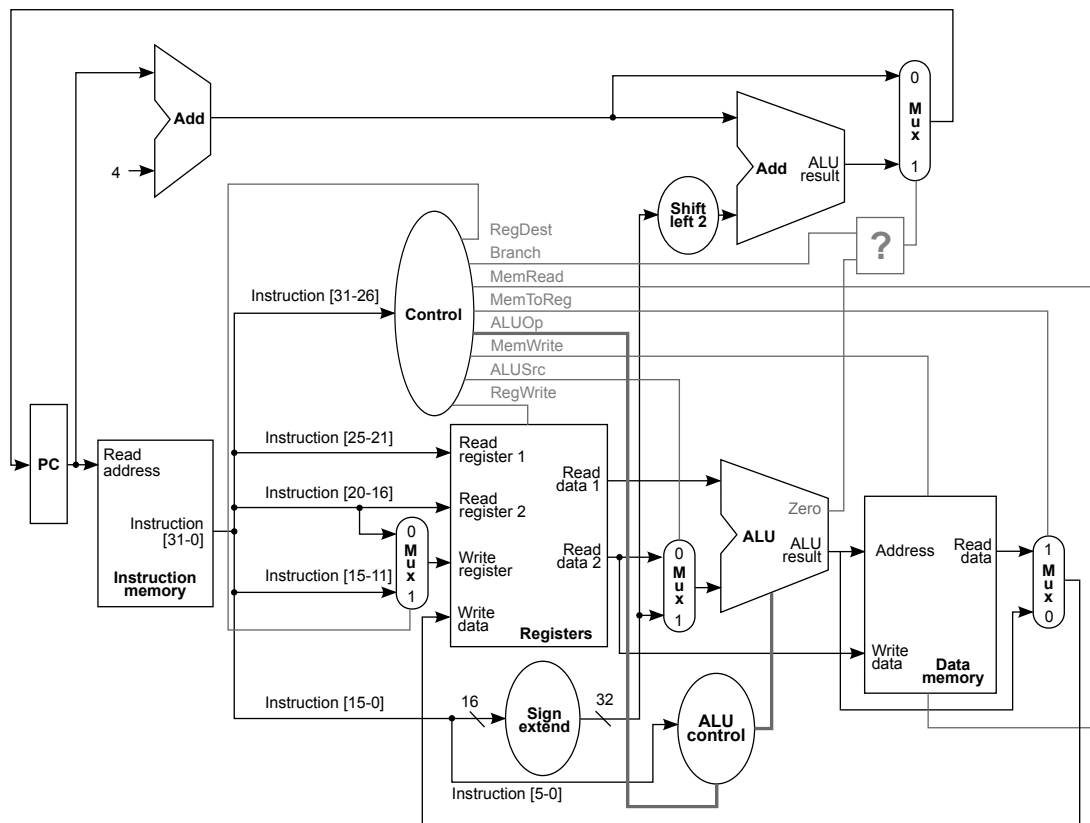 0
Mux
1
Add
4
Add
ALU
result
Shift
left 2
RegDest
Branch
MemRead
MemToReg
ALUOp
MemWrite
ALUSrc
RegWrite
?
Instruction [31-26]
Control
PC
Read
address
Instruction
[31-0]
Instruction
memory
Instruction [25-21]
Instruction [20-16]
Instruction [15-11]
0
Mux
1
Read
register 1
Read
register 2
Write
register
Write
data
Read
data 1
Read
data 2
Registers
0
Mux
1
Zero
ALU
ALU
result
Address
Read
data
Write
data
Data
memory
1
Mux
0
Instruction [15-0]
16
Sign
extend
32
ALU
control
Instruction [5-0]